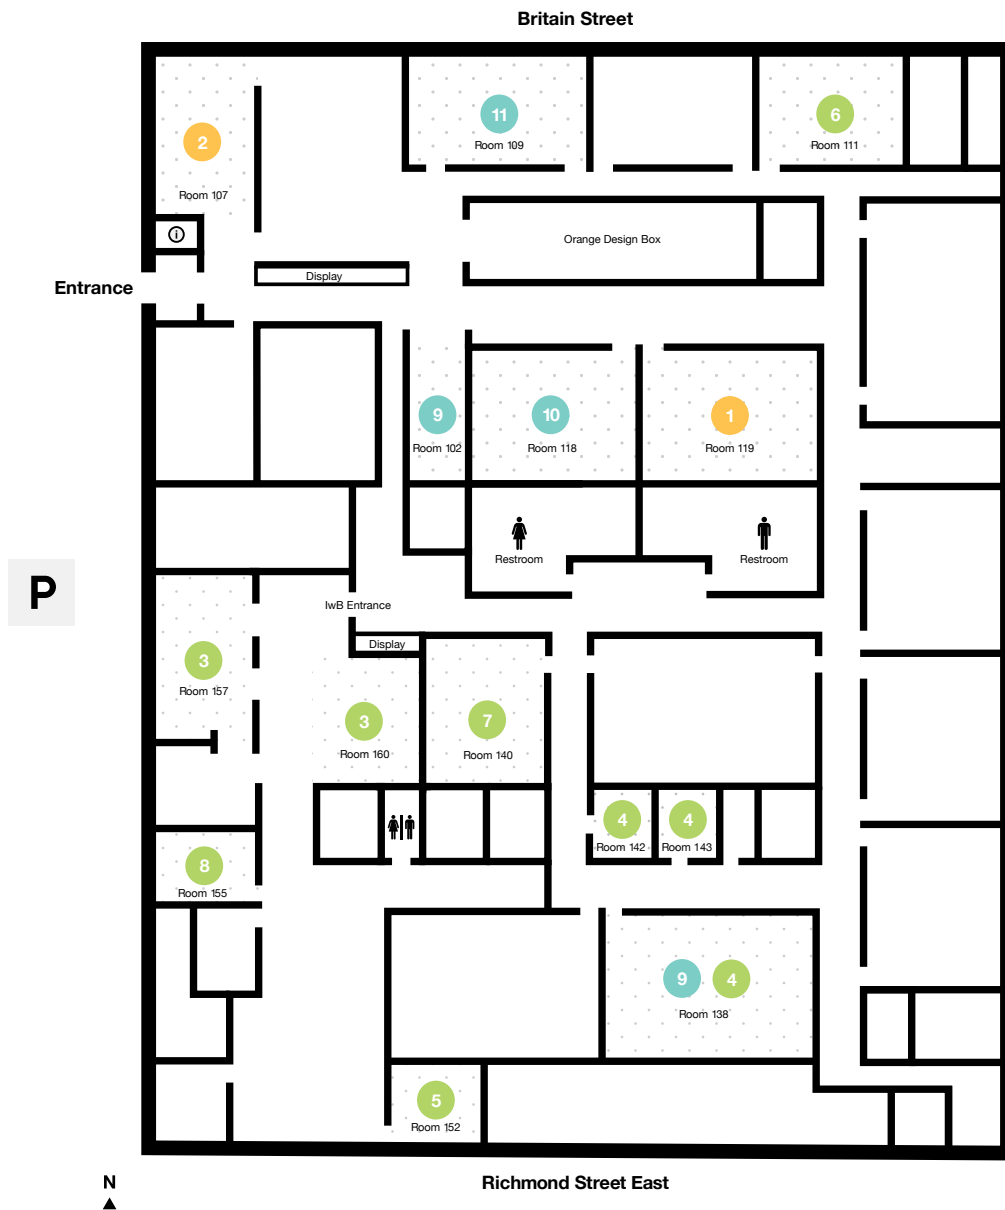 Britain Street
11
6
2
Room 109
Room 111
Room 107
i
Orange Design Box
Display
Entrance
9
10
1
Room 102
Room 118
Room 119
Restroom
Restroom
P
IwB Entrance
Display
3
Room 157
3
7
Room 160
Room 140
4
4
Room 142
Room 143
8
Room 155
9
4
Room 138
5
Room 152
N
Richmond Street East